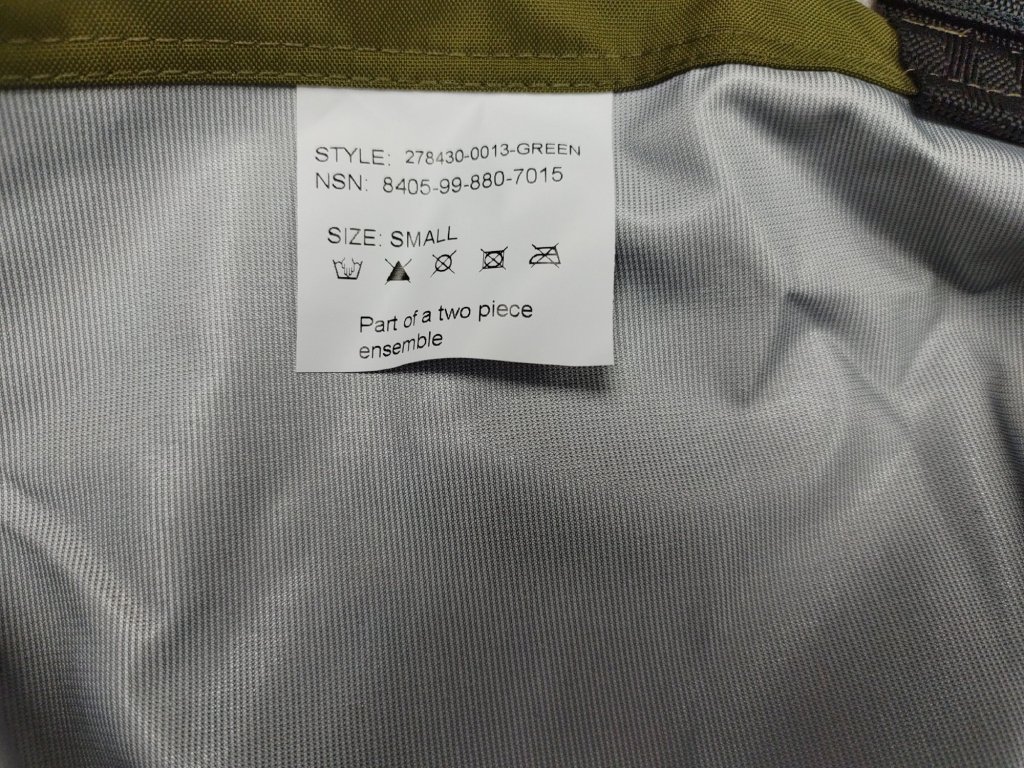 STYLE: 278430-0013-GREEN
NSN: 8405-99-880-7015
SIZE: SMALL
Part of a two piece
ensemble